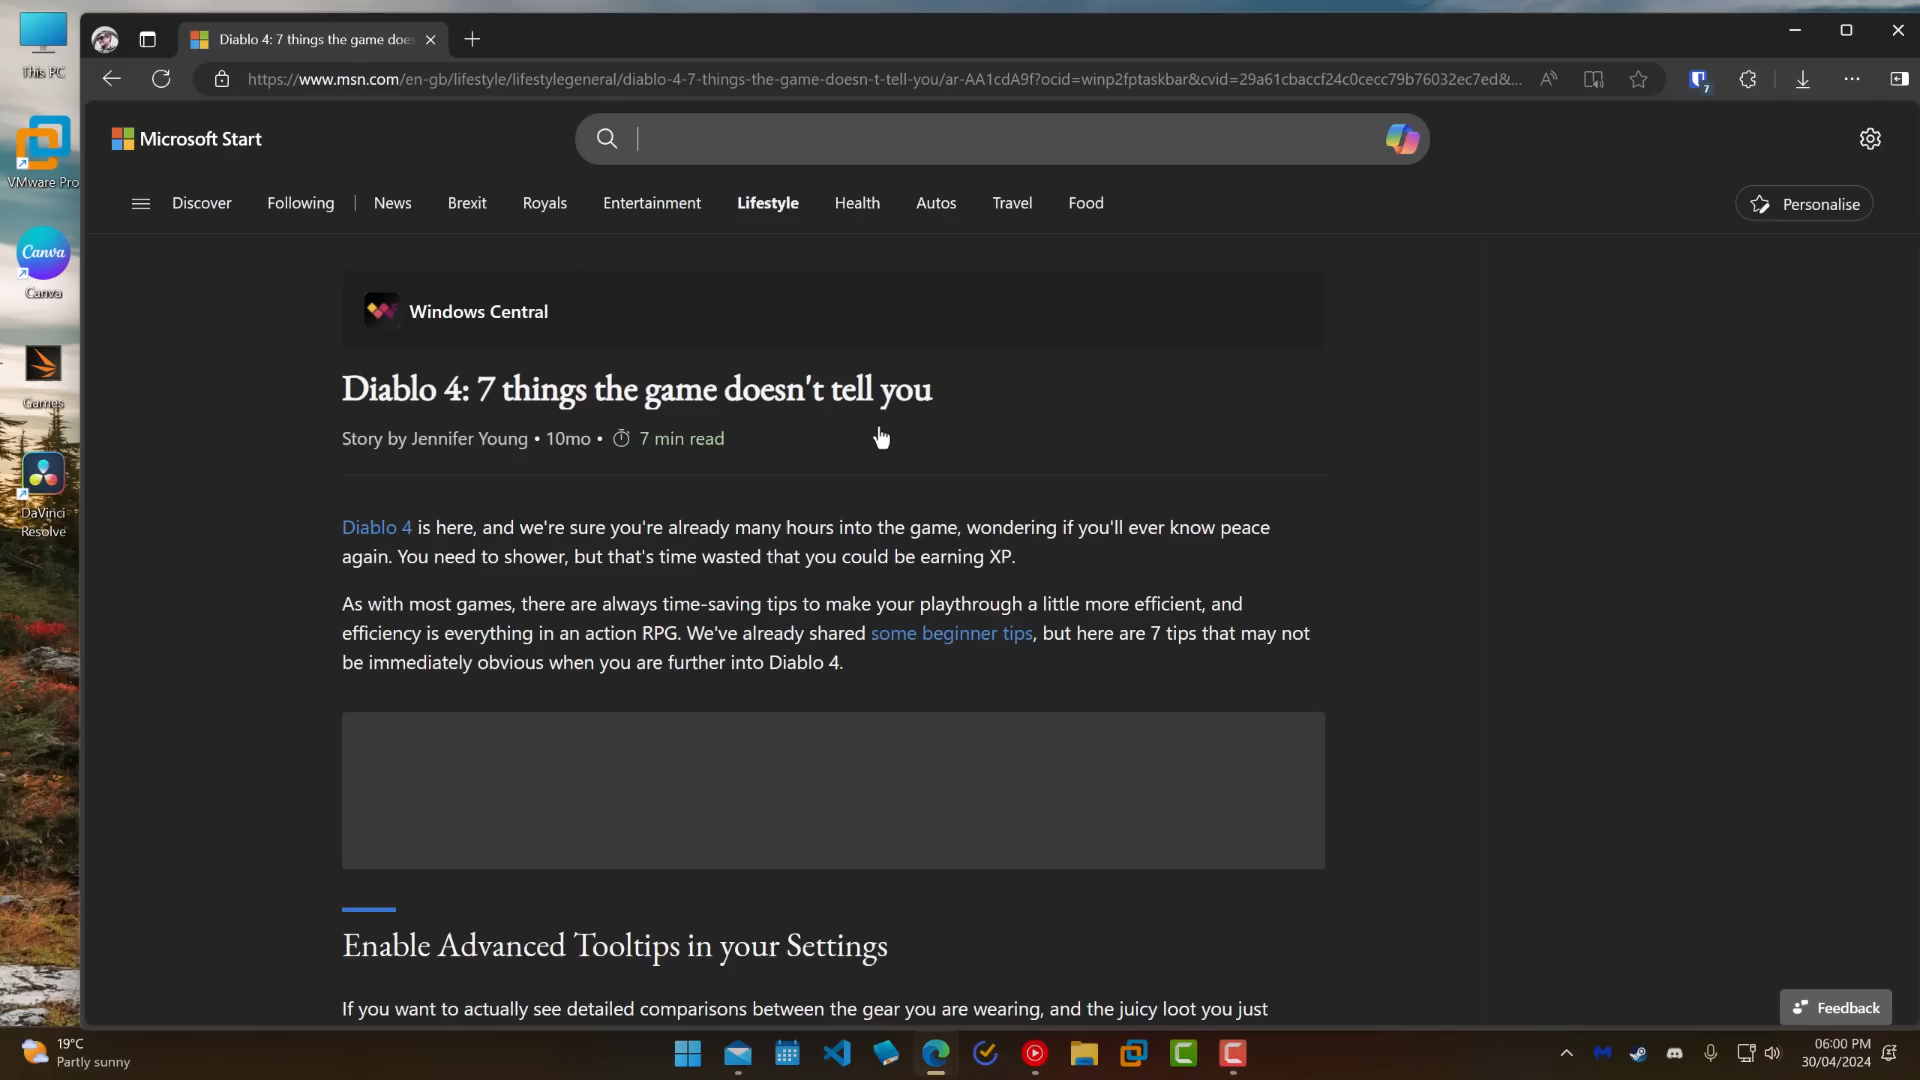 This PC
VMware Pro
Canva
Canva
Games
DaVinci
Resolve
Diablo 4: 7 things the game does
https://www.msn.com/en-gb/lifestyle/lifestylegeneral/diablo-4-7-things-the-game-doesn-t-tell-you/ar-AA1cdA9f?ocid=winp2fptaskbar&cvid=29a61cbaccf24c0cecc79b76032ec7ed&...
7
Microsoft Start
Discover Following | News Brexit Royals Entertainment Lifestyle Health Autos Travel Food
Personalise
Windows Central
Diablo 4: 7 things the game doesn't tell you
Story by Jennifer Young • 10mo • 7 min read
Diablo 4 is here, and we're sure you're already many hours into the game, wondering if you'll ever know peace
again. You need to shower, but that's time wasted that you could be earning XP.
As with most games, there are always time-saving tips to make your playthrough a little more efficient, and
efficiency is everything in an action RPG. We've already shared some beginner tips, but here are 7 tips that may not
be immediately obvious when you are further into Diablo 4.
Enable Advanced Tooltips in your Settings
If you want to actually see detailed comparisons between the gear you are wearing, and the juicy loot you just
Feedback
19°C
Partly sunny
06:00 PM
30/04/2024